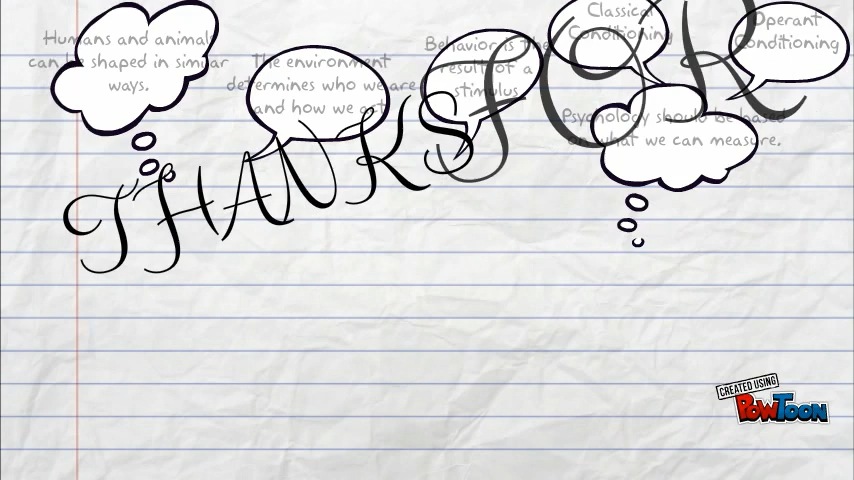 Humans and animals
can be shaped in similar
ways.
The environment
determines who we are
and how we act
Behavior is the
result of a
stimulus
Classical
Conditioning
Operant
Conditioning
Psychology should be based
on what we can measure.
THANKS FOR
CREATED USING
POWTOON